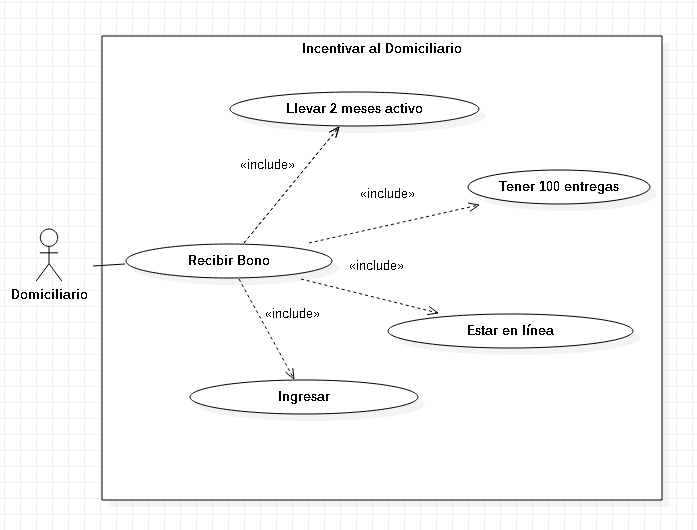 Incentivar al Domiciliario
Llevar 2 meses activo
«include»
Tener 100 entregas
«include»
Recibir Bono
«include»
Domiciliario
«include»
Estar en línea
Ingresar